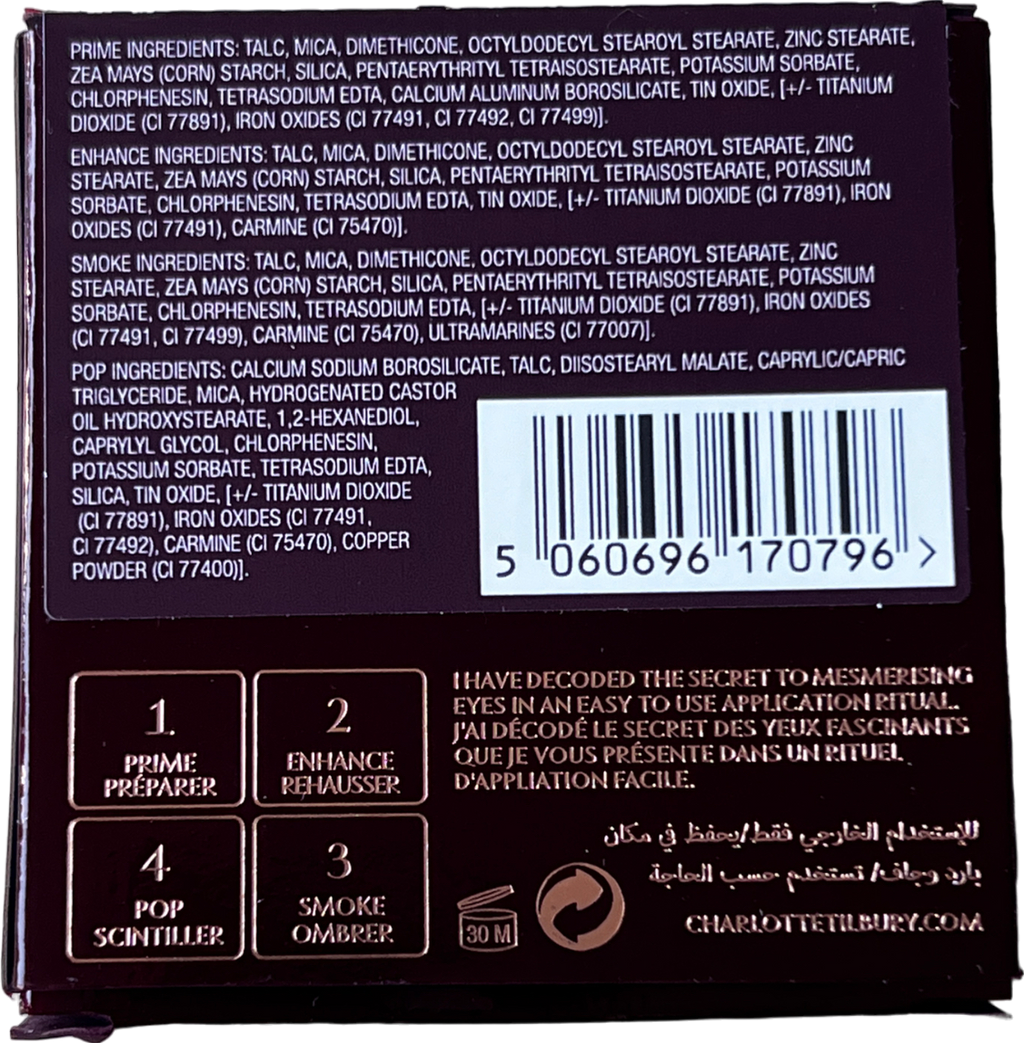 PRIME INGREDIENTS: TALC, MICA, DIMETHICONE, OCTYLDODECYL STEAROYL STEARATE, ZINC STEARATE,
ZEA MAYS (CORN) STARCH, SILICA, PENTAERYTHRITYL TETRAISOSTEARATE, POTASSIUM SORBATE,
CHLORPHENESIN, TETRASODIUM EDTA, CALCIUM ALUMINUM BOROSILICATE, TIN OXIDE, [+/- TITANIUM
DIOXIDE (CI 77891), IRON OXIDES (CI 77491, CI 77492, CI 77499)].
ENHANCE INGREDIENTS: TALC, MICA, DIMETHICONE, OCTYLDODECYL STEAROYL STEARATE, ZINC
STEARATE, ZEA MAYS (CORN) STARCH, SILICA, PENTAERYTHRITYL TETRAISOSTEARATE, POTASSIUM
SORBATE, CHLORPHENESIN, TETRASODIUM EDTA, TIN OXIDE, [+/- TITANIUM DIOXIDE (CI 77891), IRON
OXIDES (CI 77491), CARMINE (CI 75470)].
SMOKE INGREDIENTS: TALC, MICA, DIMETHICONE, OCTYLDODECYL STEAROYL STEARATE, ZINC
STEARATE, ZEA MAYS (CORN) STARCH, SILICA, PENTAERYTHRITYL TETRAISOSTEARATE, POTASSIUM
SORBATE, CHLORPHENESIN, TETRASODIUM EDTA, [+/- TITANIUM DIOXIDE (CI 77891), IRON OXIDES
(CI 77491, CI 77499), CARMINE (CI 75470), ULTRAMARINES (CI 77007)].
POP INGREDIENTS: CALCIUM SODIUM BOROSILICATE, TALC, DIISOSTEARYL MALATE, CAPRYLIC/CAPRIC
TRIGLYCERIDE, MICA, HYDROGENATED CASTOR
OIL HYDROXYSTEARATE, 1,2-HEXANEDIOL,
CAPRYLYL GLYCOL, CHLORPHENESIN,
POTASSIUM SORBATE, TETRASODIUM EDTA,
SILICA, TIN OXIDE, [+/- TITANIUM DIOXIDE
(CI 77891), IRON OXIDES (CI 77491,
CI 77492), CARMINE (CI 75470), COPPER
POWDER (CI 77400)].
5 060696 170796 >
1
PRIME
PRÉPARER
2
ENHANCE
REHAUSSER
4
POP
SCINTILLER
3
SMOKE
OMBRER
I HAVE DECODED THE SECRET TO MESMERISING
EYES IN AN EASY TO USE APPLICATION RITUAL.
J'AI DÉCODÉ LE SECRET DES YEUX FASCINANTS
QUE JE VOUS PRÉSENTE DANS UN RITUEL
D'APPLIATION FACILE.
للإستخدام الخارجي فقط/يحفظ في مكان
بارد وجاف/ تستخدم حسب الحاجة
30 M
CHARLOTTETILBURY.COM